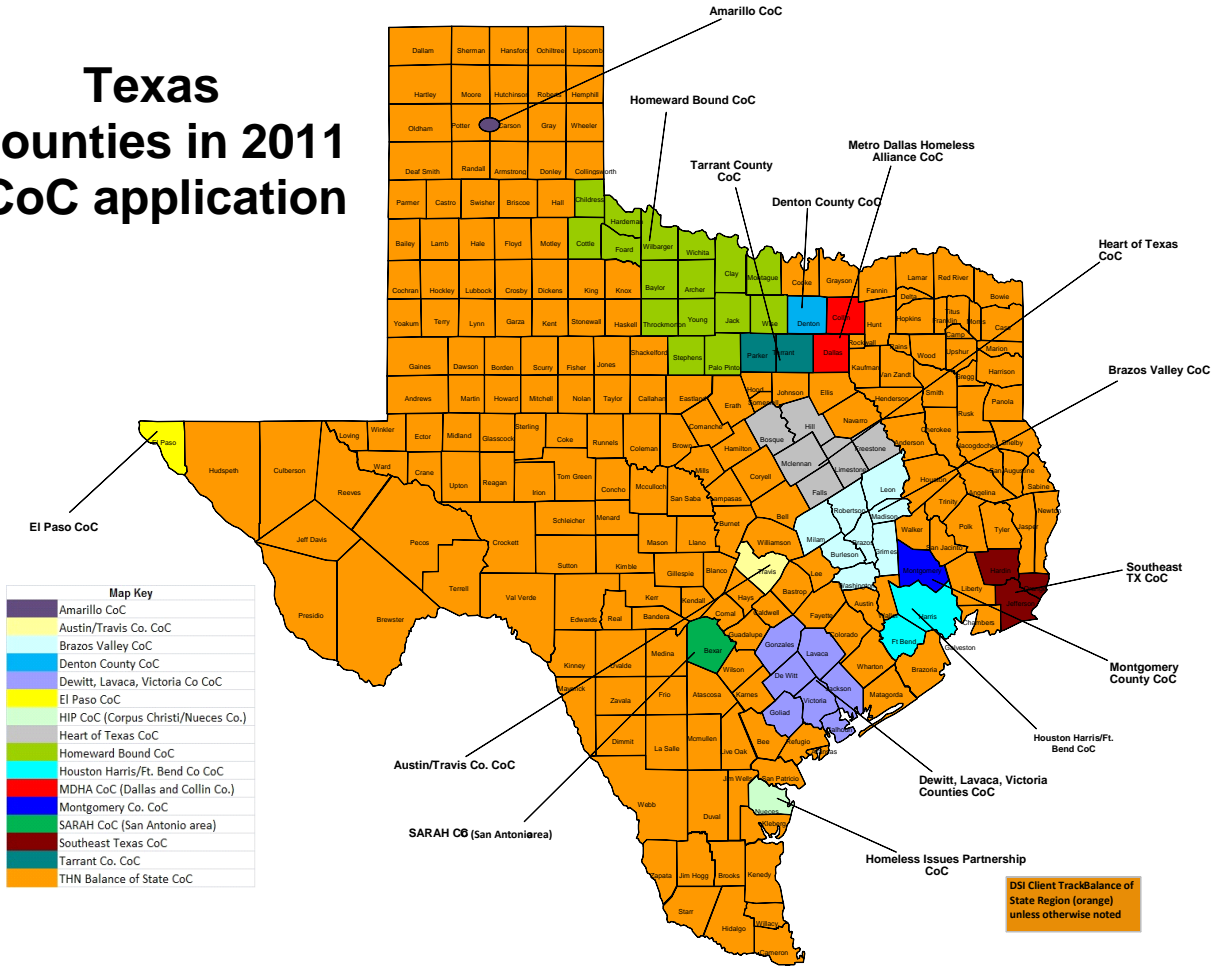 Texas
ounties in 2011
CoC application
Amarillo CoC
Homeward Bound CoC
Tarrant County
CoC
Metro Dallas Homeless
Alliance CoC
Denton County CoC
Heart of Texas
CoC
Brazos Valley CoC
El Paso CoC
Southeast
TX CoC
Montgomery
County CoC
Houston Harris/Ft.
Bend CoC
Austin/Travis Co. CoC
Dewitt, Lavaca, Victoria
Counties CoC
(San Antonio area)
Homeless Issues Partnership
CoC
DSI Client TrackBalance of
State Region (orange)
unless otherwise noted
Map Key
Amarillo CoC
Austin/Travis Co. CoC
Brazos Valley CoC
Denton County CoC
Dewitt, Lavaca, Victoria Co CoC
El Paso CoC
HIP CoC (Corpus Christi/Nueces Co.)
Heart of Texas CoC
Homeward Bound CoC
Houston Harris/Ft. Bend Co CoC
MDHA CoC (Dallas and Collin Co.)
Montgomery Co. CoC
SARAH CoC (San Antonio area)
Southeast Texas CoC
Tarrant Co. CoC
THN Balance of State CoC
Dallam Sherman Hansford Ochiltree Lipscomb
Hartley Moore Hutchinson Roberts Hemphill
Oldham Potter Carson Gray Wheeler
Deaf Smith Randall Armstrong Donley Collingsworth
Parmer Castro Swisher Briscoe Hall Childress
Hardeman
Bailey Lamb Hale Floyd Motley Cottle Foard Wilbarger Wichita
Clay Montague Cooke Grayson Fannin Lamar Red River Bowie
Cochran Hockley Lubbock Crosby Dickens King Knox Baylor Archer
Delta Titus Franklin Morris Cass Hopkins Camp
Yoakum Terry Lynn Garza Kent Stonewall Haskell Throckmorton Young Jack Wise Denton Collin Hunt
Rockwall Rains Wood Upshur Marion
Gaines Dawson Borden Scurry Fisher Jones Shackelford Stephens Palo Pinto Parker Tarrant Dallas Kaufman Van Zandt Gregg Harrison
Andrews Martin Howard Mitchell Nolan Taylor Callahan Eastland Erath Hood Somervell Johnson Ellis Henderson Smith Rusk Panola
El Paso Hudspeth Culberson Loving Winkler Ector Midland Glasscock Sterling Coke Runnels Coleman Brown Comanche Hamilton Bosque Hill Navarro Freestone Anderson Cherokee Nacogdoches Shelby
Reeves Ward Crane Upton Reagan Irion Tom Green Concho Mcculloch San Saba Mills Lampasas Coryell Mclennan Limestone Falls Leon Houston Trinity Angelina San Augustine Sabine
Jeff Davis Pecos Crockett Schleicher Menard Mason Llano Burnet Bell Williamson Milam Robertson Madison Brazos Grimes Walker San Jacinto Polk Tyler Jasper Newton
Presidio Brewster Terrell Val Verde Sutton Kimble Gillespie Blanco Travis Lee Burleson Washington Montgomery Liberty Hardin Jefferson
Edwards Real Kerr Kendall Bandera Hays Comal Caldwell Bastrop Fayette Austin Waller Harris Chambers Galveston
Kinney Uvalde Medina Bexar Guadalupe Wilson Gonzales Lavaca Colorado Wharton Ft Bend Brazoria Matagorda
Maverick Zavala Frio Atascosa Karnes De Witt Victoria Jackson Goliad Calhoun
Dimmit La Salle Mcmullen Live Oak Bee Refugio Aransas
Webb Duval Jim Wells San Patricio Nueces Kleberg
Zapata Jim Hogg Brooks Kenedy
Starr Hidalgo Willacy Cameron